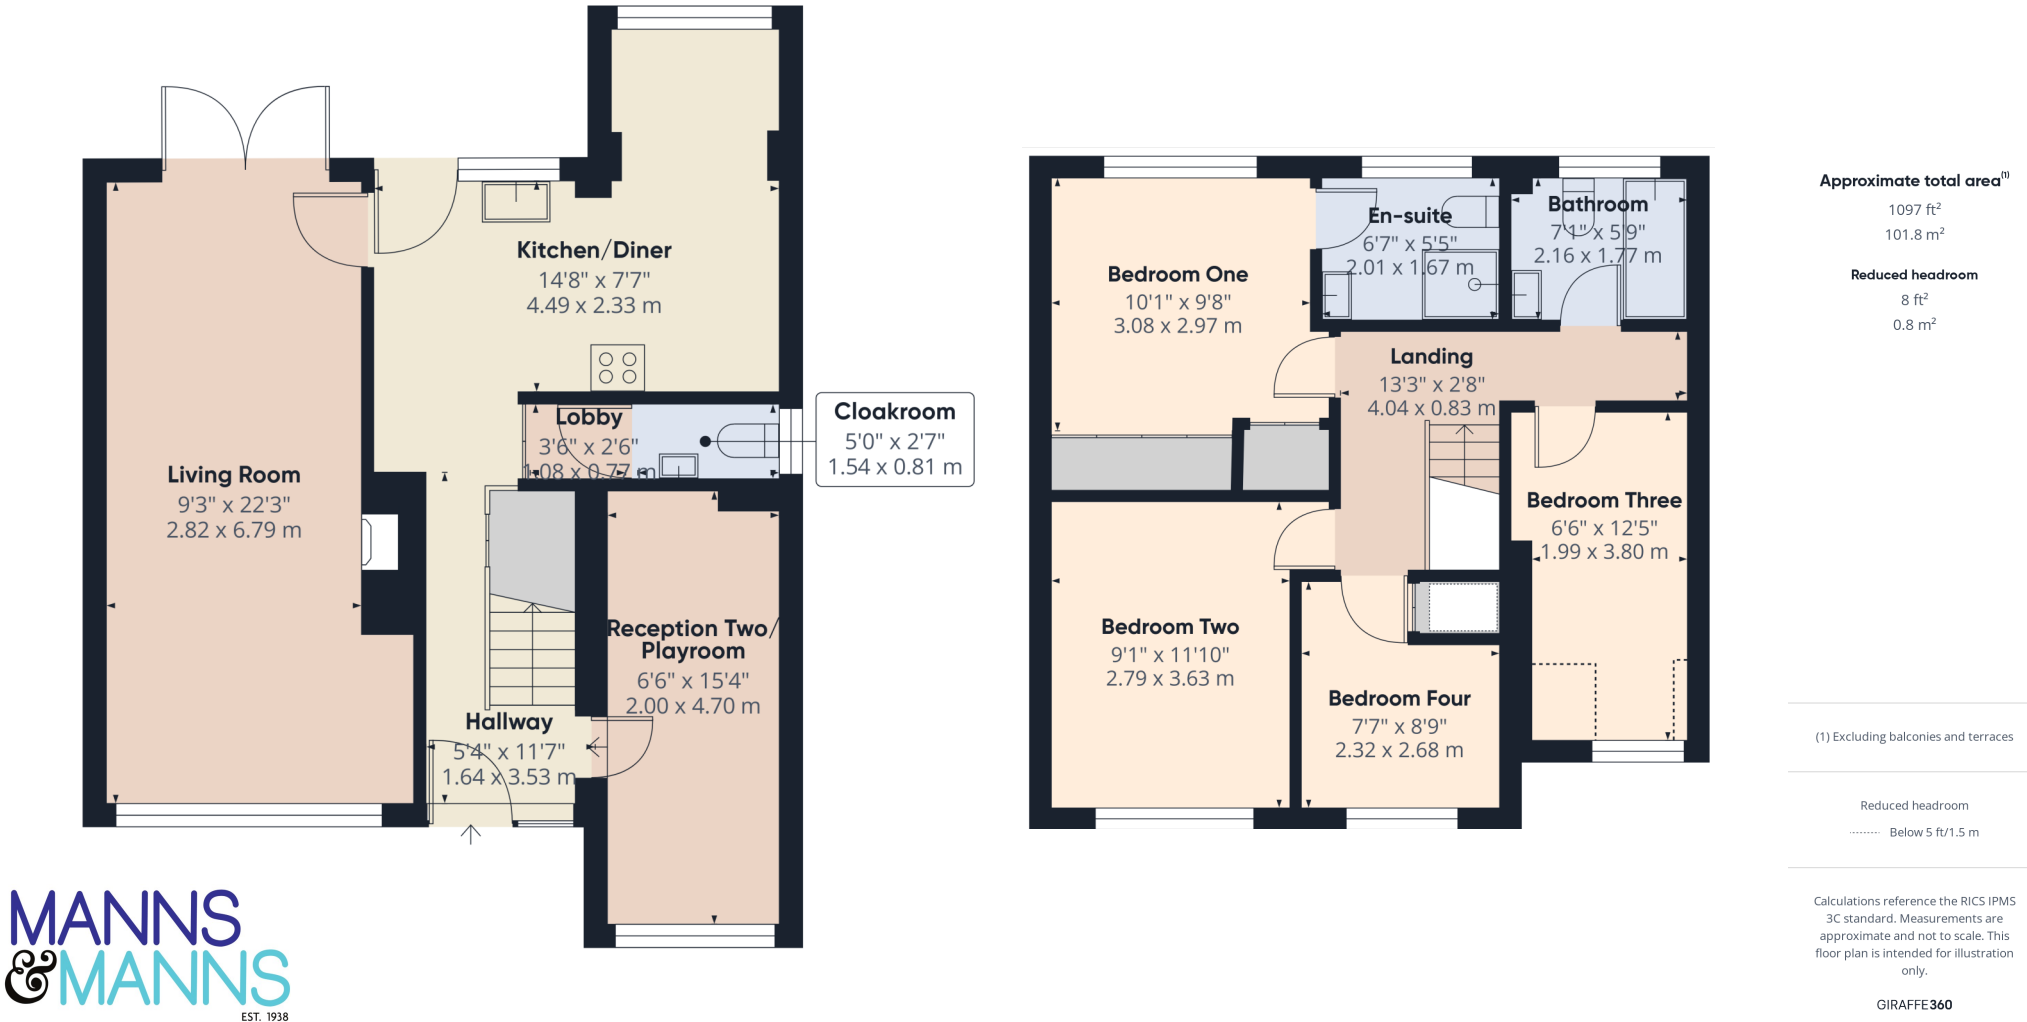 Kitchen/Diner
14'8" x 7'7"
4.49 x 2.33 m
Lobby
3'6" x 2'6"
1.08 x 0.77 m
Cloakroom
5'0" x 2'7"
1.54 x 0.81 m
Living Room
9'3" x 22'3"
2.82 x 6.79 m
Reception Two/
Playroom
6'6" x 15'4"
2.00 x 4.70 m
Hallway
5'4" x 11'7"
1.64 x 3.53 m
Bedroom One
10'1" x 9'8"
3.08 x 2.97 m
En-suite
6'7" x 5'5"
2.01 x 1.67 m
Bathroom
7'1" x 5'9"
2.16 x 1.77 m
Landing
13'3" x 2'8"
4.04 x 0.83 m
Bedroom Three
6'6" x 12'5"
1.99 x 3.80 m
Bedroom Two
9'1" x 11'10"
2.79 x 3.63 m
Bedroom Four
7'7" x 8'9"
2.32 x 2.68 m
Approximate total area(1)
1097 ft²
101.8 m²
Reduced headroom
8 ft²
0.8 m²
(1) Excluding balconies and terraces
Reduced headroom
Below 5 ft/1.5 m
Calculations reference the RICS IPMS
3C standard. Measurements are
approximate and not to scale. This
floor plan is intended for illustration
only.
GIRAFFE360
MANNS
&MANNS
EST. 1938